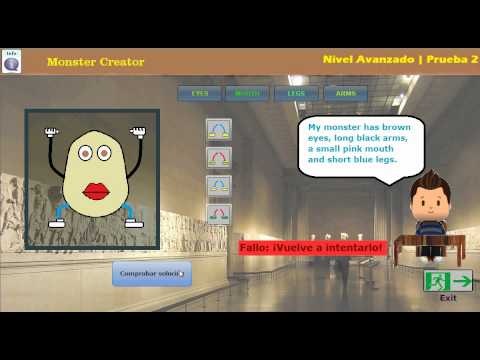 Info
Monster Creator
Nivel Avanzado | Prueba 2
EYES
MOUTH
LEGS
ARMS
My monster has brown
eyes, long black arms,
a small pink mouth
and short blue legs.
Fallo: ¡Vuelve a intentarlo!
Comprobar solución
Exit